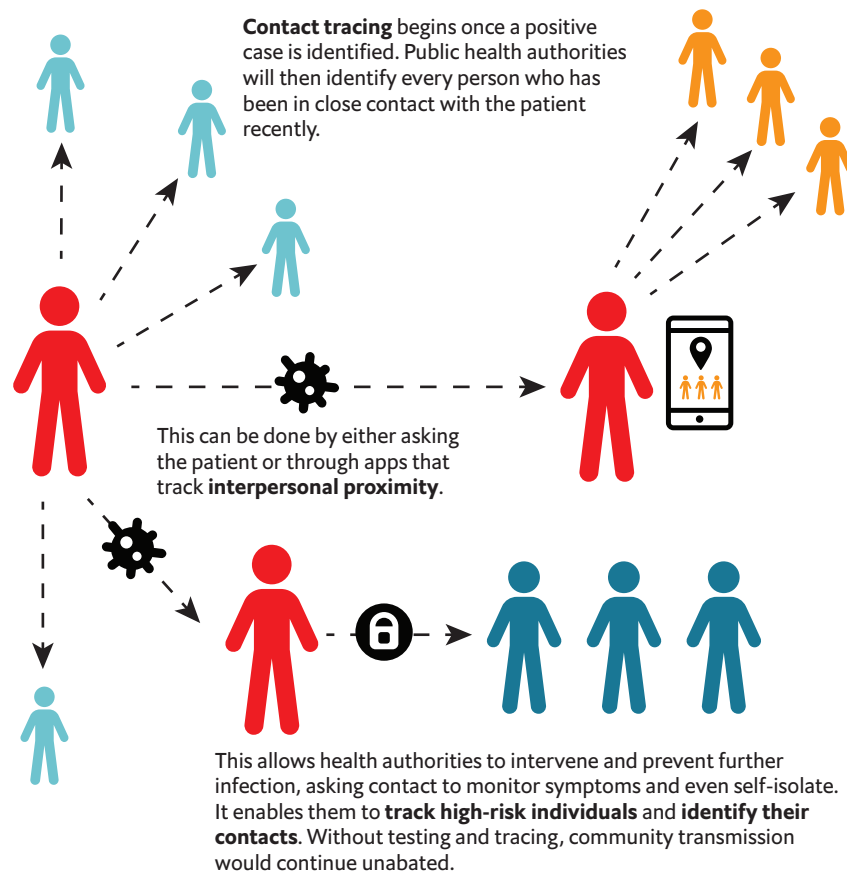 Contact tracing begins once a positive
case is identified. Public health authorities
will then identify every person who has
been in close contact with the patient
recently.
This can be done by either asking
the patient or through apps that
track interpersonal proximity.
This allows health authorities to intervene and prevent further
infection, asking contact to monitor symptoms and even self-isolate.
It enables them to track high-risk individuals and identify their
contacts. Without testing and tracing, community transmission
would continue unabated.